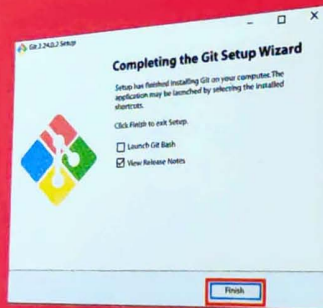 Git 2.24.0.2 Setup
Completing the Git Setup Wizard
Setup has finished installing Git on your computer. The
application may be launched by selecting the installed
shortcuts.
Click Finish to exit Setup.
Launch Git Bash
View Release Notes
Finish